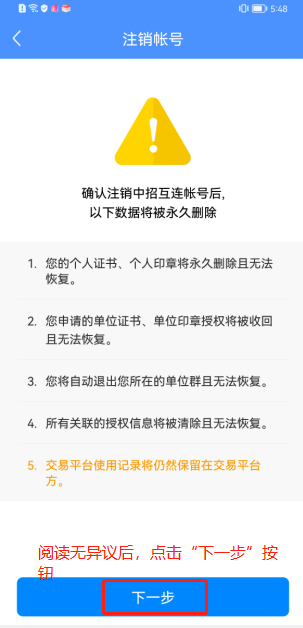 5:48
注销帐号
确认注销中招互连帐号后,
以下数据将被永久删除
1. 您的个人证书、个人印章将永久删除且无法
恢复。
2. 您申请的单位证书、单位印章授权将被收回
且无法恢复。
3. 您将自动退出您所在的单位群且无法恢复。
4. 所有关联的授权信息将被清除且无法恢复。
5. 交易平台使用记录将仍然保留在交易平台
方。
阅读无异议后，点击“下一步”按
钮
下一步